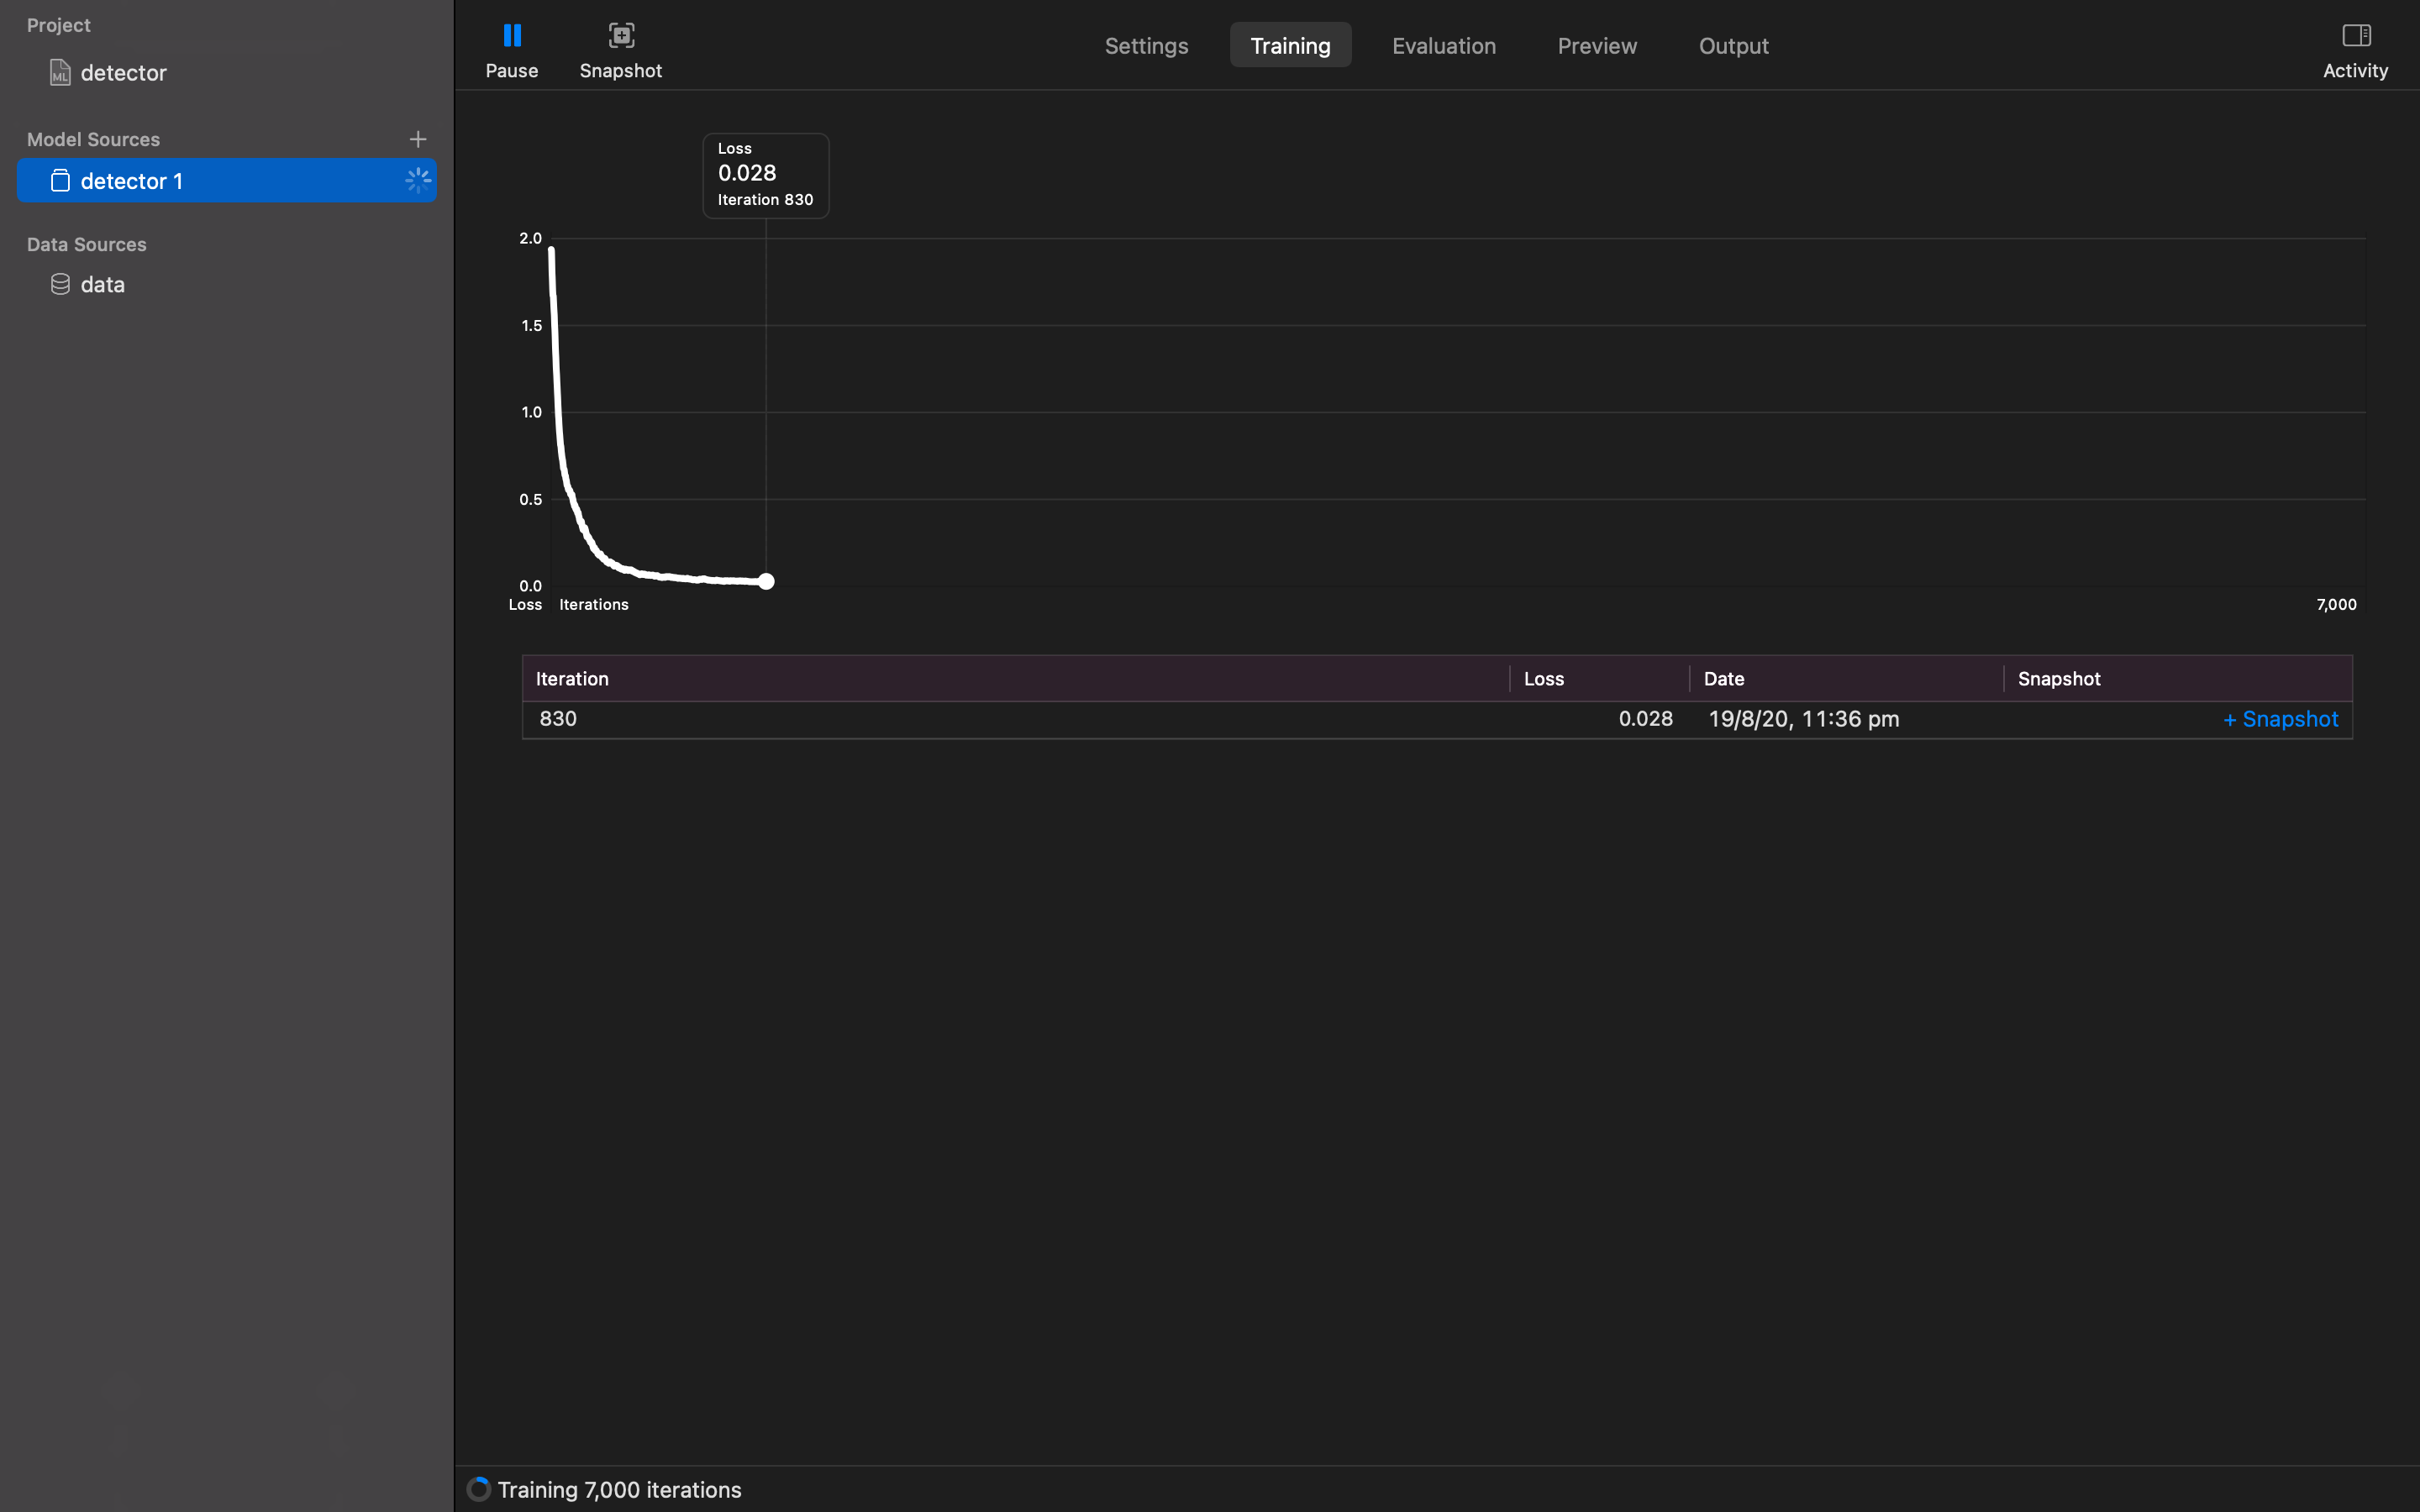 Project
ML
detector
Model Sources
detector 1
Data Sources
data
Pause
Snapshot
Settings
Training
Evaluation
Preview
Output
Activity
Loss
0.028
Iteration 830
2.0
1.5
1.0
0.5
0.0
Loss Iterations 7,000
Iteration Loss Date Snapshot
830 0.028 19/8/20, 11:36 pm + Snapshot
Training 7,000 iterations